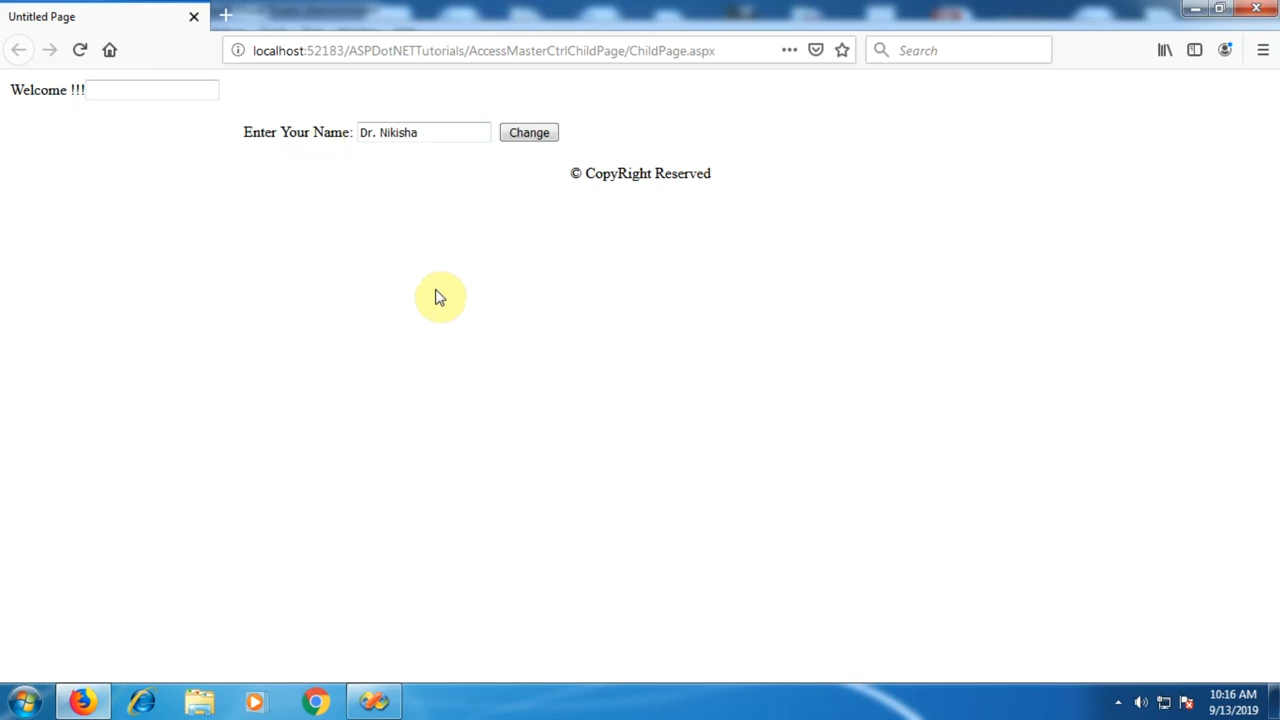 Untitled Page
localhost:52183/ASPDotNETTutorials/AccessMasterCtrlChildPage/ChildPage.aspx
Search
Welcome !!!
Enter Your Name: Dr. Nikisha Change
© CopyRight Reserved
10:16 AM
9/13/2019